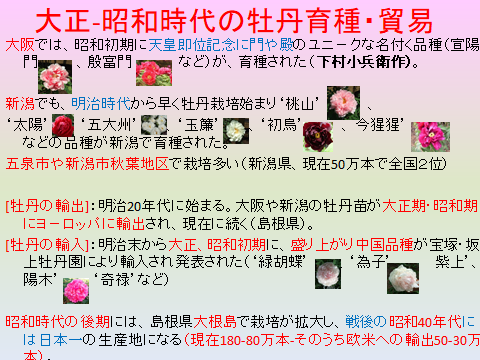 大正-昭和時代の牡丹育種・貿易
大阪では、昭和初期に天皇即位記念に門や殿のユニークな名付く品種(宣陽
門 、殷富門 など)が、育種された(下村小兵衛作)。
新潟でも、明治時代から早く牡丹栽培始まり‘桃山’ 、
‘太陽’ ‘五大州’ 、‘玉簾’ 、‘初烏’ 、今猩猩’
などの品種が新潟で育種された。
五泉市や新潟市秋葉地区で栽培多い(新潟県、現在50万本で全国2位)
[牡丹の輸出]:明治20年代に始まる。大阪や新潟の牡丹苗が大正期・昭和期
にヨーロッパに輸出され、現在に続く(島根県)。
[牡丹の輸入]:明治末から大正、昭和初期に、盛り上がり中国品種が宝塚・坂
上牡丹園により輸入され発表された(‘緑胡蝶’ ‘為子’ 紫上’、
陽木’ ‘奇禄’など)
昭和時代の後期には、島根県大根島で栽培が拡大し、戦後の昭和40年代に
は日本一の生産地になる(現在180-80万本-そのうち欧米への輸出50-30万
本)。